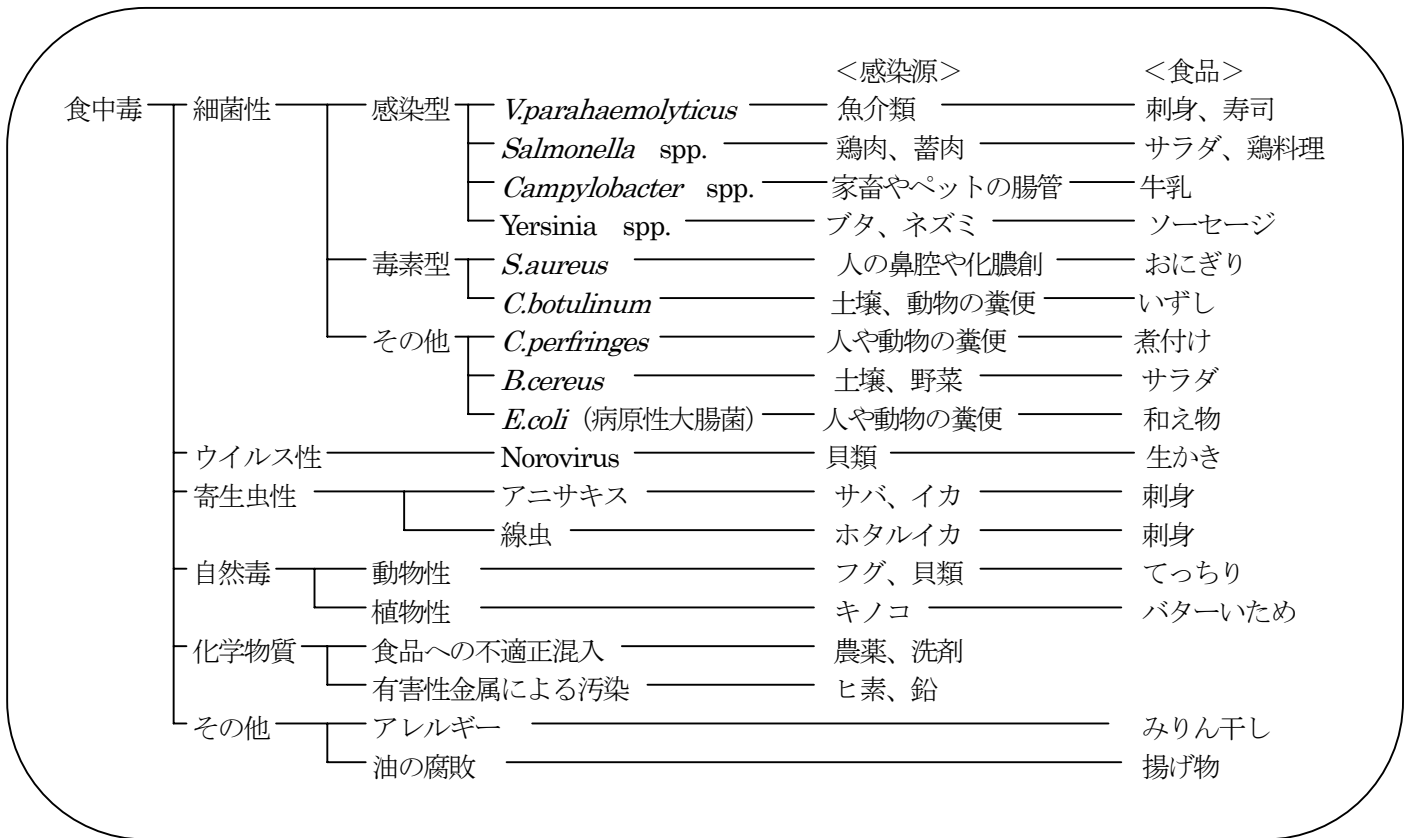 ＜感染源＞ ＜食品＞
食中毒 細菌性 感染型 V.parahaemolyticus 魚介類 刺身、寿司
Salmonella spp. 鶏肉、蓄肉 サラダ、鶏料理
Campylobacter spp. 家畜やペットの腸管 牛乳
Yersinia spp. ブタ、ネズミ ソーセージ
毒素型 S.aureus 人の鼻腔や化膿創 おにぎり
C.botulinum 土壌、動物の糞便 いずし
その他 C.perfringes 人や動物の糞便 煮付け
B.cereus 土壌、野菜 サラダ
E.coli（病原性大腸菌） 人や動物の糞便 和え物
ウイルス性 Norovirus 貝類 生かき
寄生虫性 アニサキス サバ、イカ 刺身
線虫 ホタルイカ 刺身
自然毒 動物性 フグ、貝類 てっちり
植物性 キノコ バターいため
化学物質 食品への不適正混入 農薬、洗剤
有害性金属による汚染 ヒ素、鉛
その他 アレルギー みりん干し
油の腐敗 揚げ物